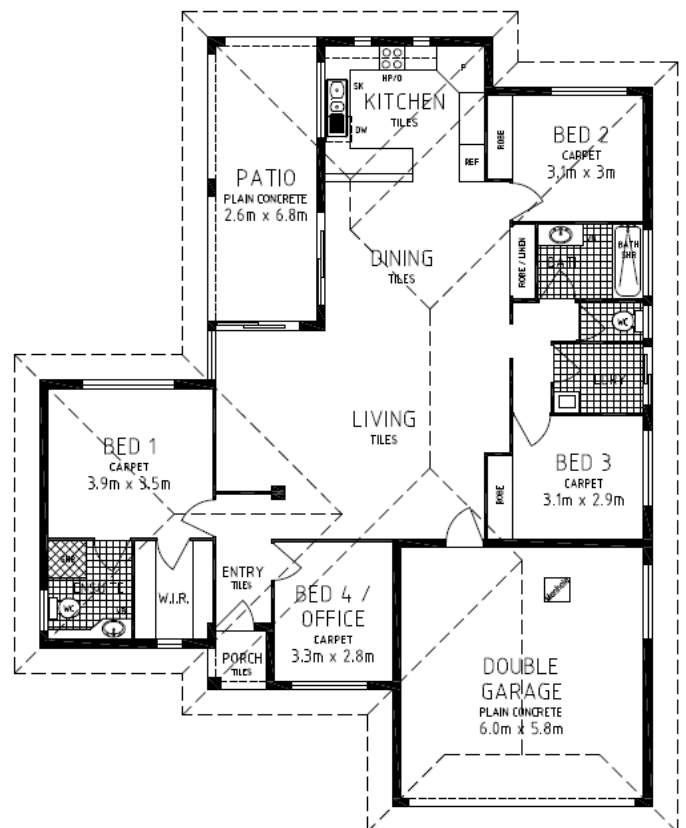 HP/O
P
SK
KITCHEN
TILES
DW
REF
ROBE
BED 2
CARPET
3.1m x 3m
PATIO
PLAIN CONCRETE
2.6m x 6.8m
DINING
TILES
ROBE / LINEN
BATH
VB
BATH
SHR
WC
LDRY
LIVING
TILES
BED 1
CARPET
3.9m x 3.5m
BED 3
CARPET
3.1m x 2.9m
ROBE
SHR
ENSUITE
WC
VB
W.I.R.
ENTRY
TILES
BED 4 /
OFFICE
CARPET
3.3m x 2.8m
PORCH
TILES
Manhole
DOUBLE
GARAGE
PLAIN CONCRETE
6.0m x 5.8m